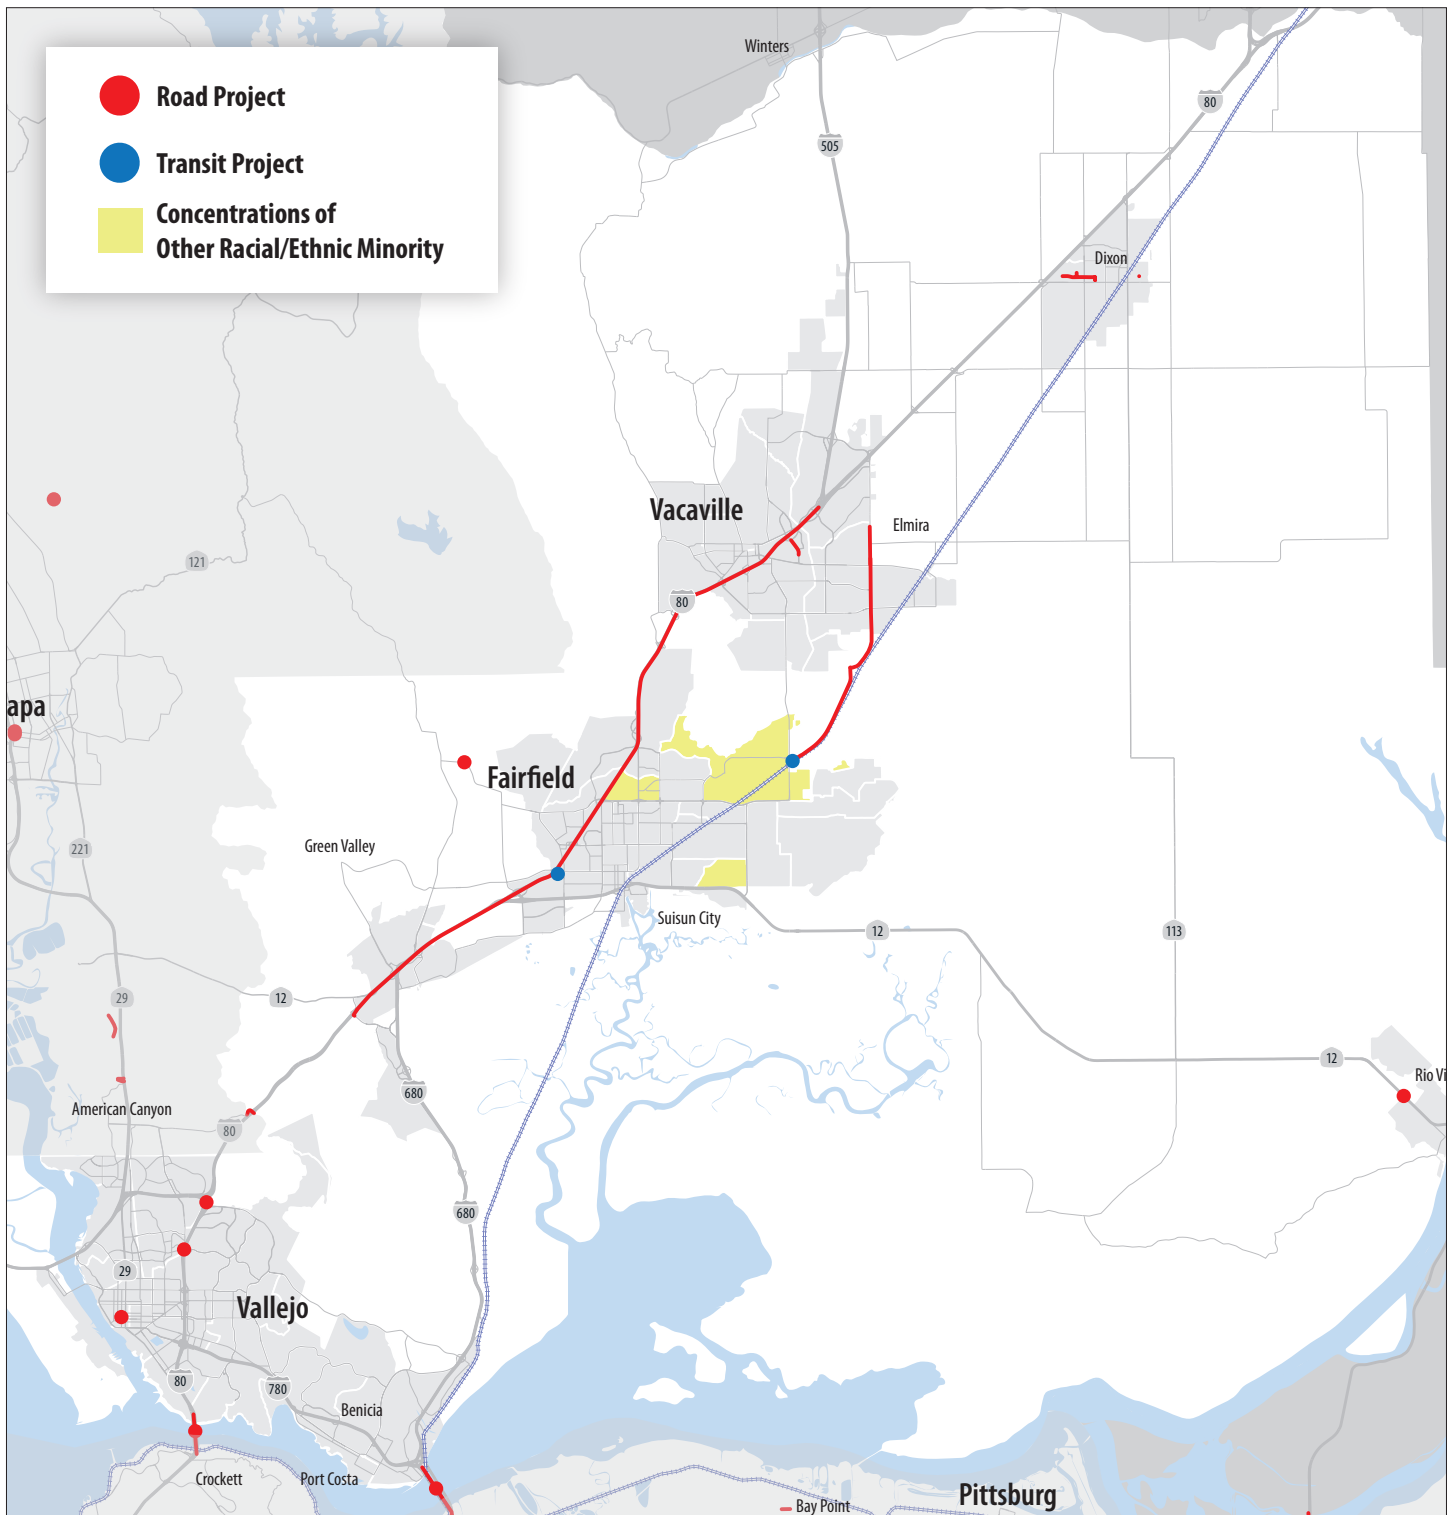 Winters
Road Project
80
505
Transit Project
Concentrations of
Other Racial/Ethnic Minority
Dixon
Vacaville
Elmira
121
80
apa
Fairfield
Green Valley
221
Suisun City
12
113
29
12
12
Rio Vi
680
American Canyon
80
680
29
Vallejo
80
780
Benicia
Crockett
Port Costa
Pittsburg
Bay Point